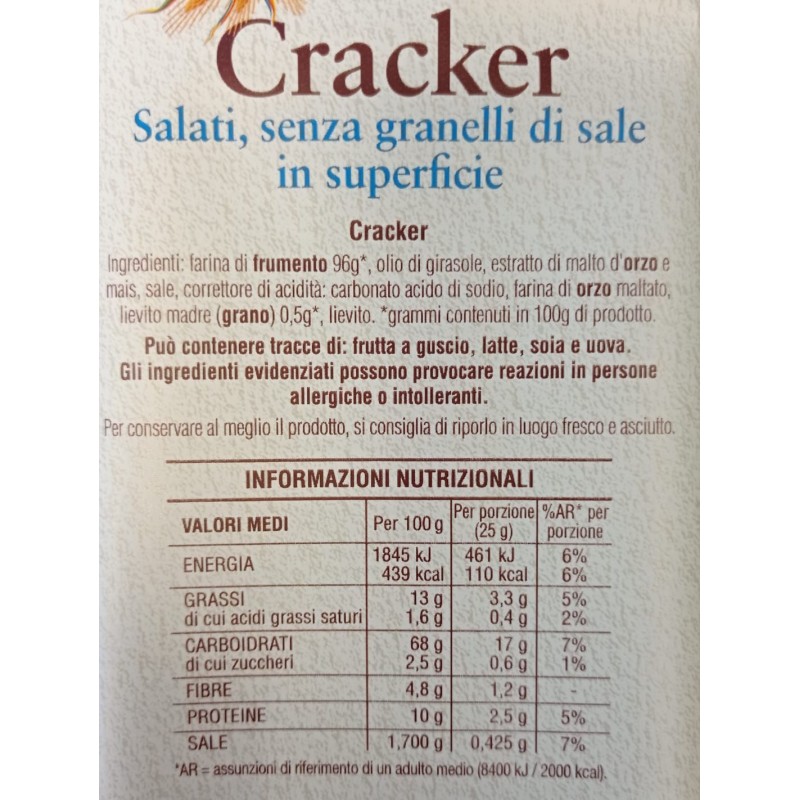 Cracker
Salati, senza granelli di sale
in superficie
Cracker
Ingredienti: farina di frumento 96g*, olio di girasole, estratto di malto d'orzo e
mais, sale, correttore di acidità: carbonato acido di sodio, farina di orzo maltato,
lievito madre (grano) 0,5g*, lievito. *grammi contenuti in 100g di prodotto.
Può contenere tracce di: frutta a guscio, latte, soia e uova.
Gli ingredienti evidenziati possono provocare reazioni in persone
allergiche o intolleranti.
Per conservare al meglio il prodotto, si consiglia di riporlo in luogo fresco e asciutto.
INFORMAZIONI NUTRIZIONALI
VALORI MEDI Per 100 g Per porzione (25 g) %AR* per porzione
ENERGIA 1845 kJ 461 kJ 6%
439 kcal 110 kcal 6%
GRASSI 13 g 3,3 g 5%
di cui acidi grassi saturi 1,6 g 0,4 g 2%
CARBOIDRATI 68 g 17 g 7%
di cui zuccheri 2,5 g 0,6 g 1%
FIBRE 4,8 g 1,2 g -
PROTEINE 10 g 2,5 g 5%
SALE 1,700 g 0,425 g 7%
*AR = assunzioni di riferimento di un adulto medio (8400 kJ / 2000 kcal).